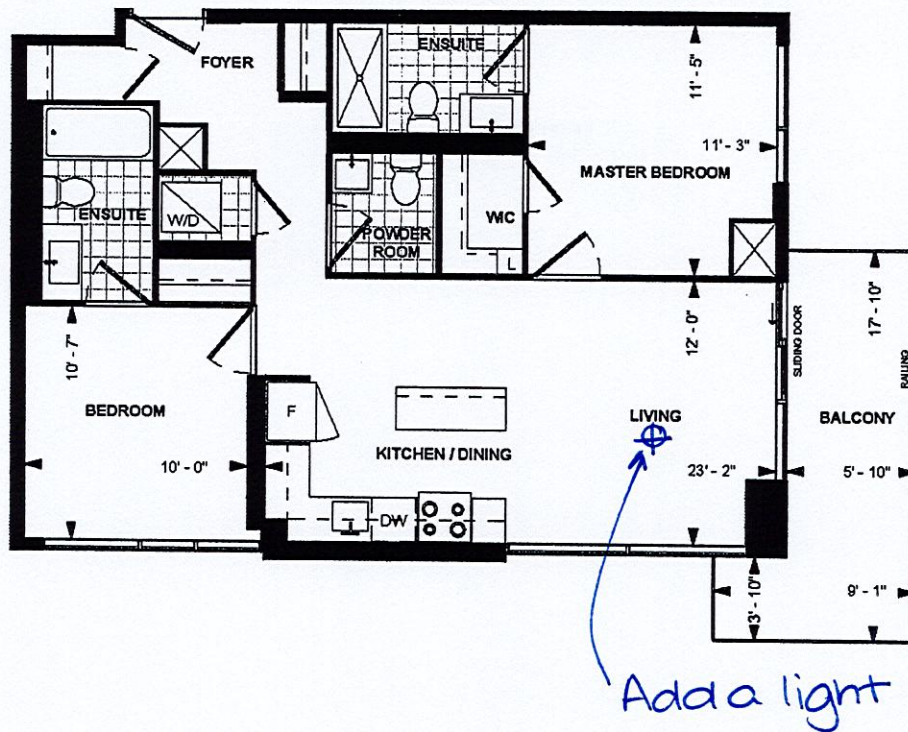 FOYER
ENSUITE
11' - 5"
11' - 3"
MASTER BEDROOM
ENSUITE
W/D
POWDER
ROOM
WIC
L
10' - 7"
12' - 0"
SLIDING DOOR
17' - 10"
RAILING
BEDROOM
F
LIVING
BALCONY
KITCHEN / DINING
10' - 0"
23' - 2"
5' - 10"
DW
3' - 10"
9' - 1"
Add a light